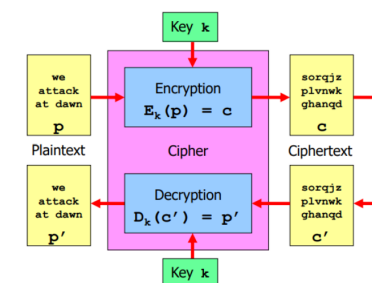 Key k
we
attack
at dawn
p
Encryption
Eₖ(p) = c
sorqjz
plvnwk
ghanqd
c
Plaintext
Cipher
Ciphertext
we
attack
at dawn
p′
Decryption
Dₖ(c′) = p′
sorqjz
plvnwk
ghanqd
c′
Key k